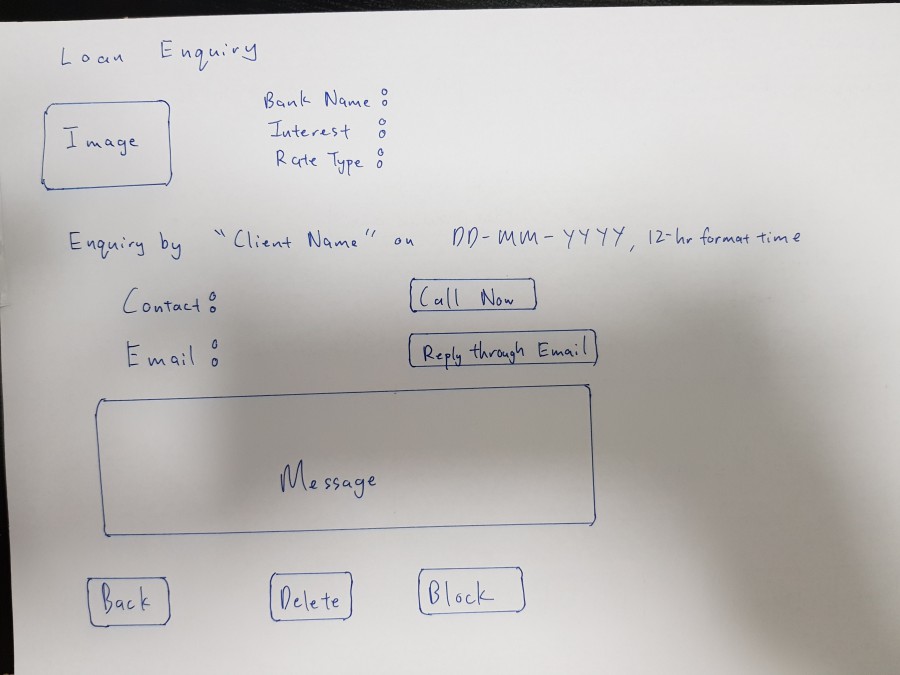 Loan Enquiry
Image
Bank Name :
Interest :
Rate Type :
Enquiry by "Client Name" on DD-MM-YYYY, 12-hr format time
Contact :
Call Now
Email :
Reply through Email
Message
Back
Delete
Block